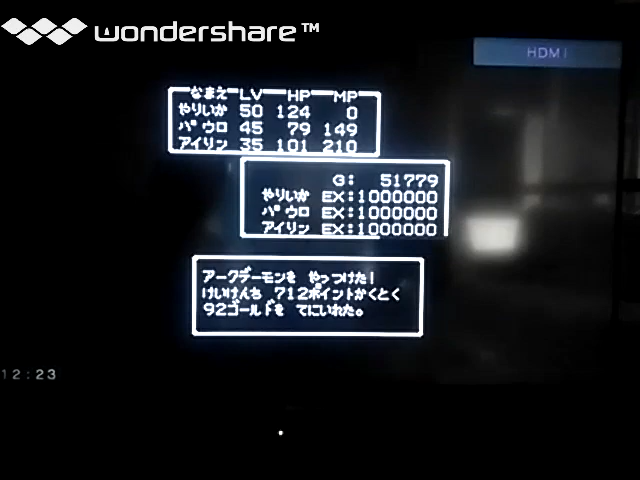 wondershare™
HDMI
なまえ LV HP MP
やりいか 50 124 0
パウロ 45 79 149
アイリン 35 101 210
G: 51779
やりいか EX:1000000
パウロ EX:1000000
アイリン EX:1000000
アークデーモンを やっつけた!
けいけんち 712ポイントかくとく
92ゴールドを てにいれた。
12:23